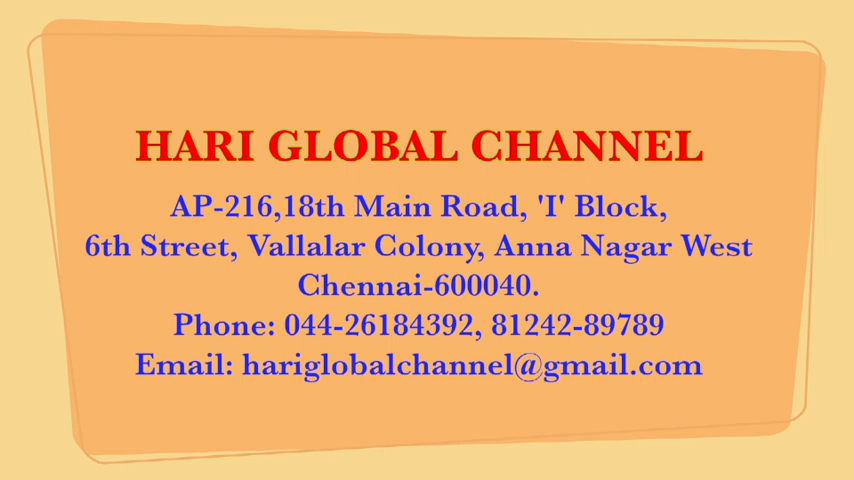 HARI GLOBAL CHANNEL
AP-216,18th Main Road, 'I' Block,
6th Street, Vallalar Colony, Anna Nagar West
Chennai-600040.
Phone: 044-26184392, 81242-89789
Email: hariglobalchannel@gmail.com